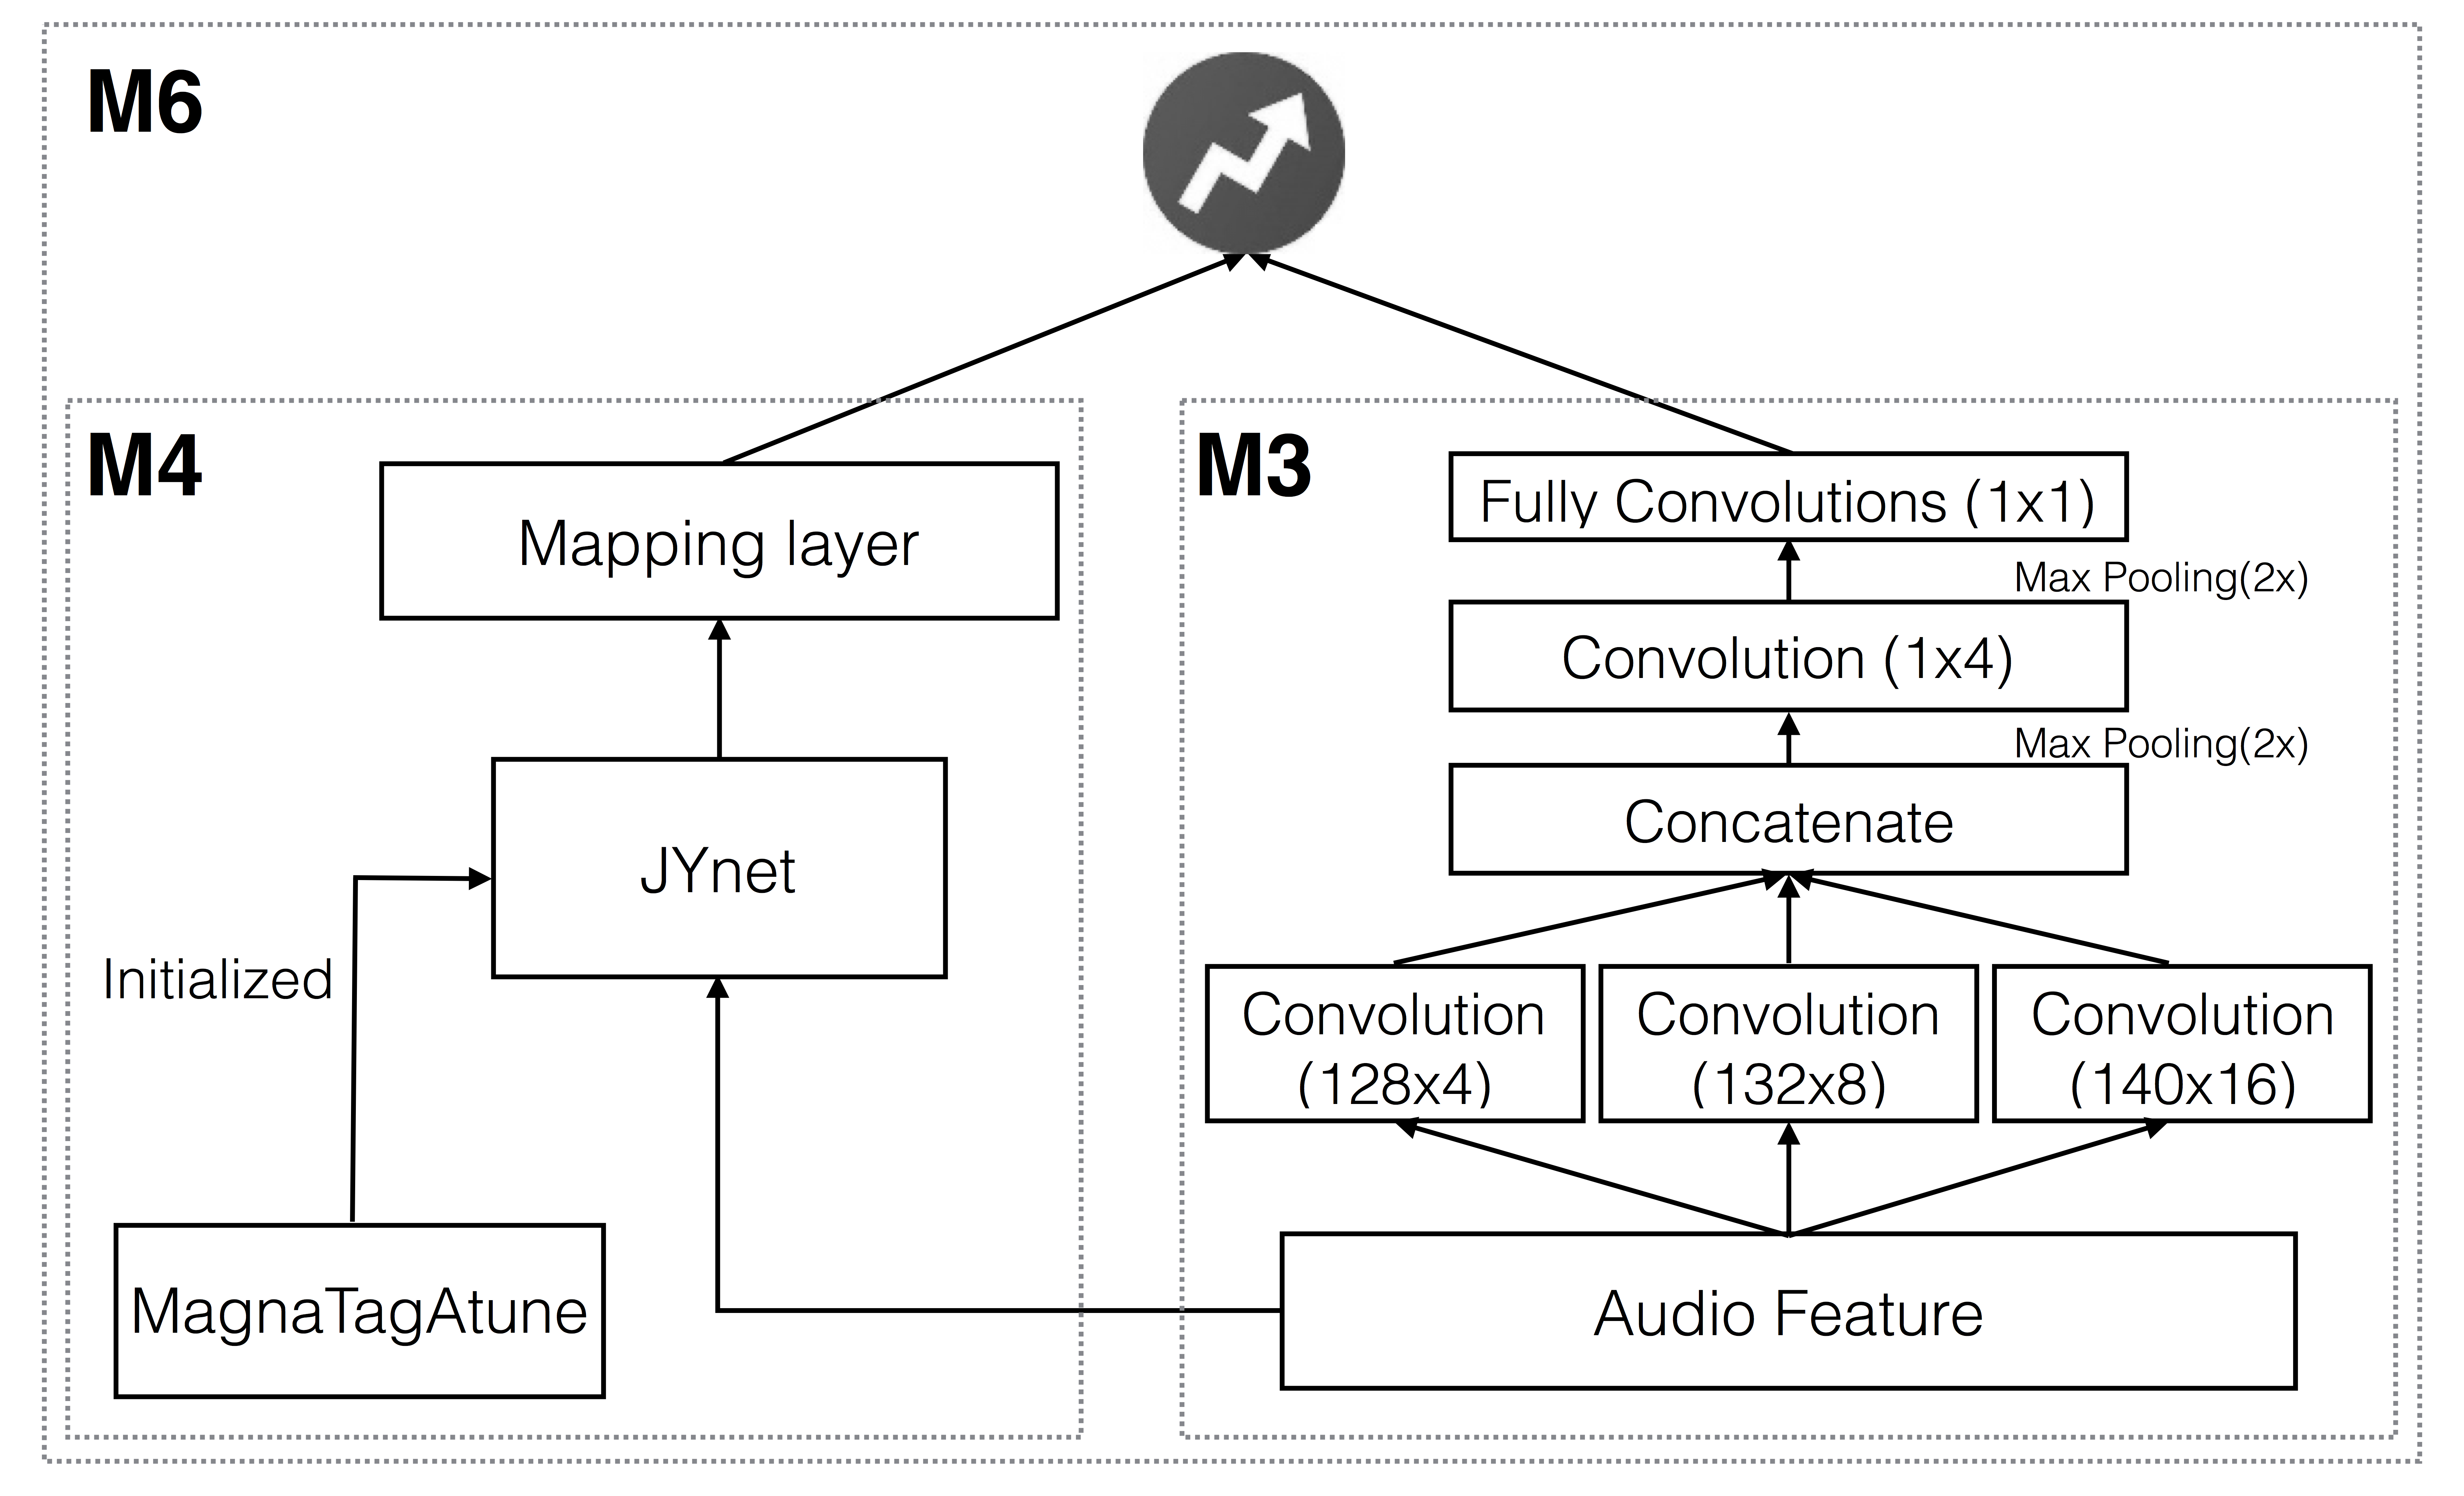 M6
M4
Mapping layer
JYnet
Initialized
MagnaTagAtune
M3
Fully Convolutions (1x1)
Max Pooling(2x)
Convolution (1x4)
Max Pooling(2x)
Concatenate
Convolution
(128x4)
Convolution
(132x8)
Convolution
(140x16)
Audio Feature